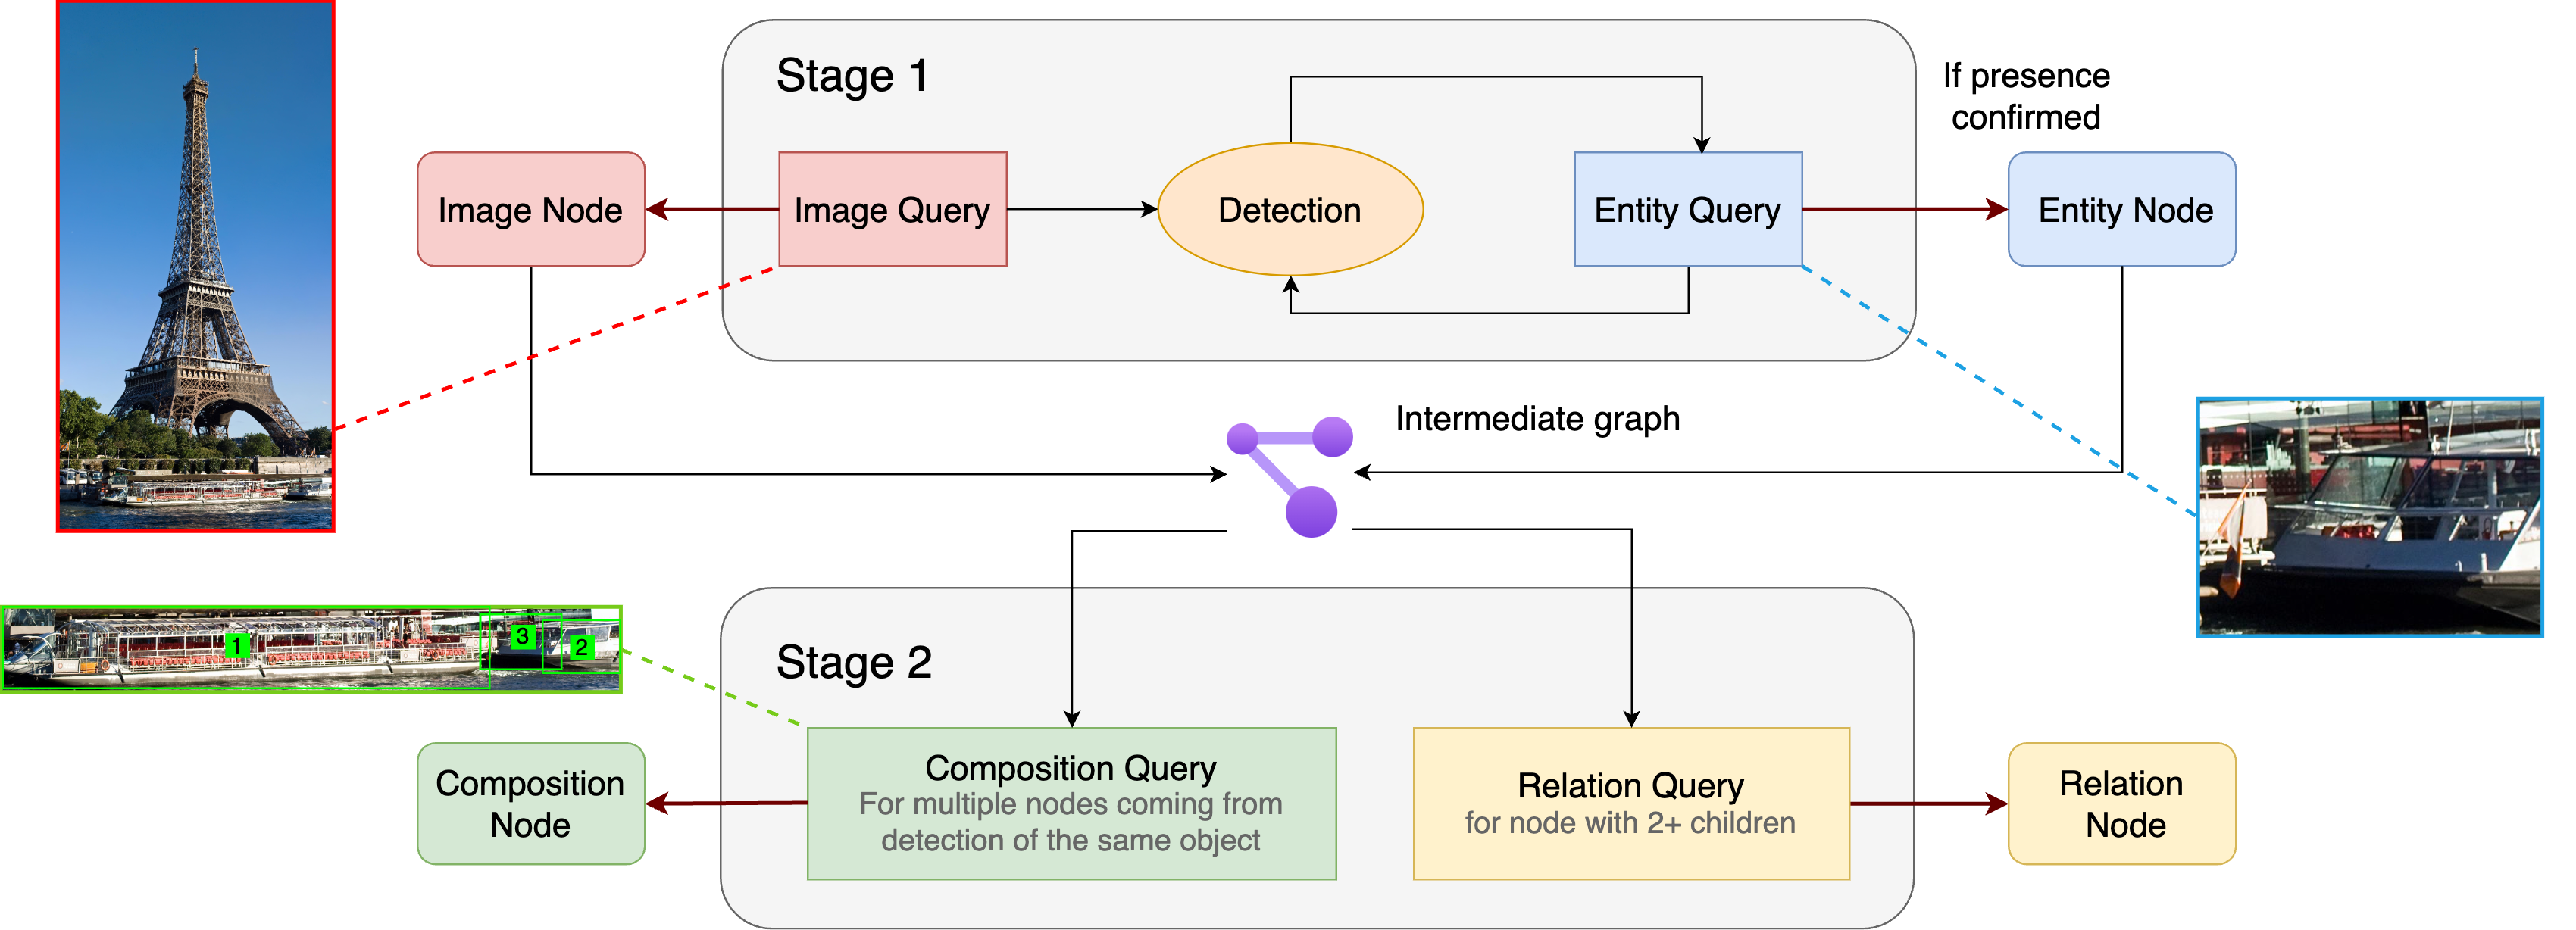 Stage 1
If presence
confirmed
Image Node
Image Query
Detection
Entity Query
Entity Node
Intermediate graph
1
3
2
Stage 2
Composition
Node
Composition Query
For multiple nodes coming from
detection of the same object
Relation Query
for node with 2+ children
Relation
Node